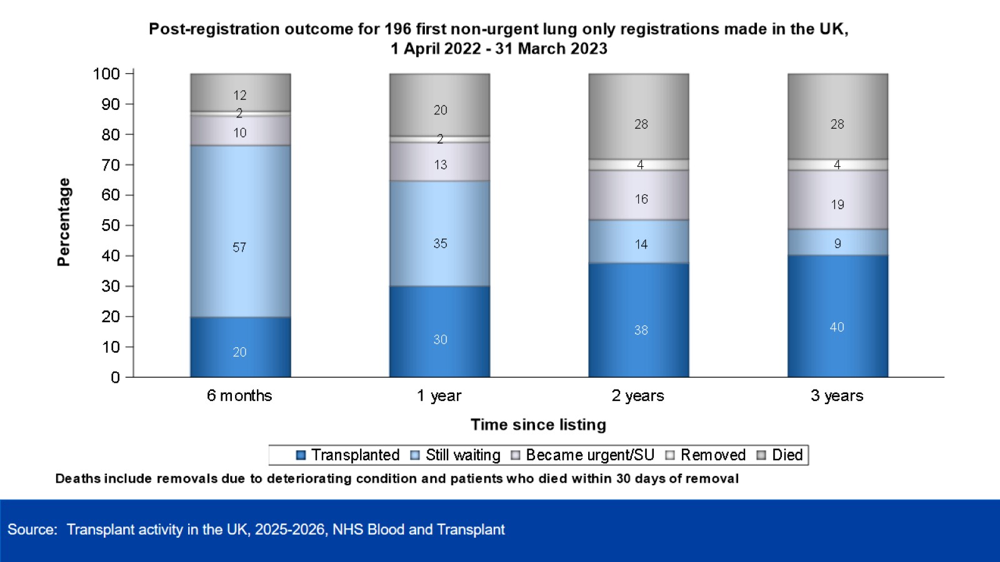 Post-registration outcome for 196 first non-urgent lung only registrations made in the UK,
1 April 2022 - 31 March 2023
Percentage
100
90
80
70
60
50
40
30
20
10
0
12
2
10
57
20
20
2
13
35
30
28
4
16
14
38
28
4
19
9
40
6 months
1 year
2 years
3 years
Time since listing
Transplanted
Still waiting
Became urgent/SU
Removed
Died
Deaths include removals due to deteriorating condition and patients who died within 30 days of removal
Source: Transplant activity in the UK, 2025-2026, NHS Blood and Transplant